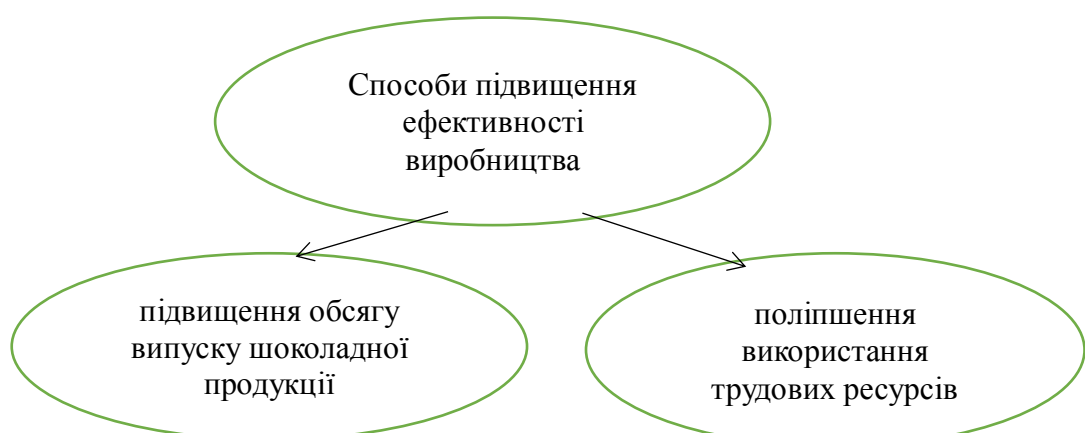 Способи підвищення
ефективності
виробництва
підвищення обсягу
випуску шоколадної
продукції
поліпшення
використання
трудових ресурсів